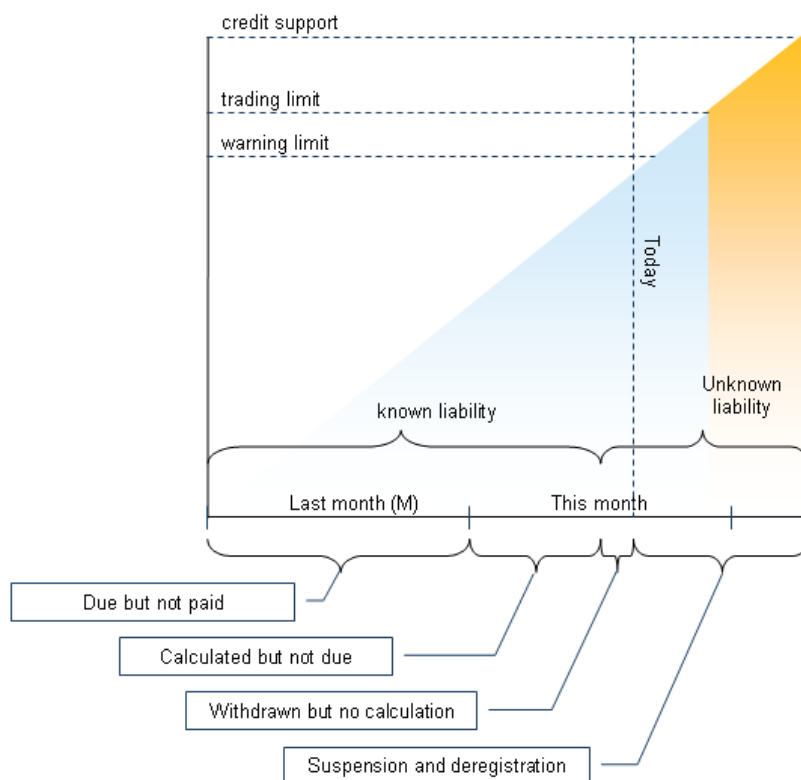 credit support
trading limit
warning limit
Today
Unknown
liability
known liability
Last month (M)
This month
Due but not paid
Calculated but not due
Withdrawn but no calculation
Suspension and deregistration